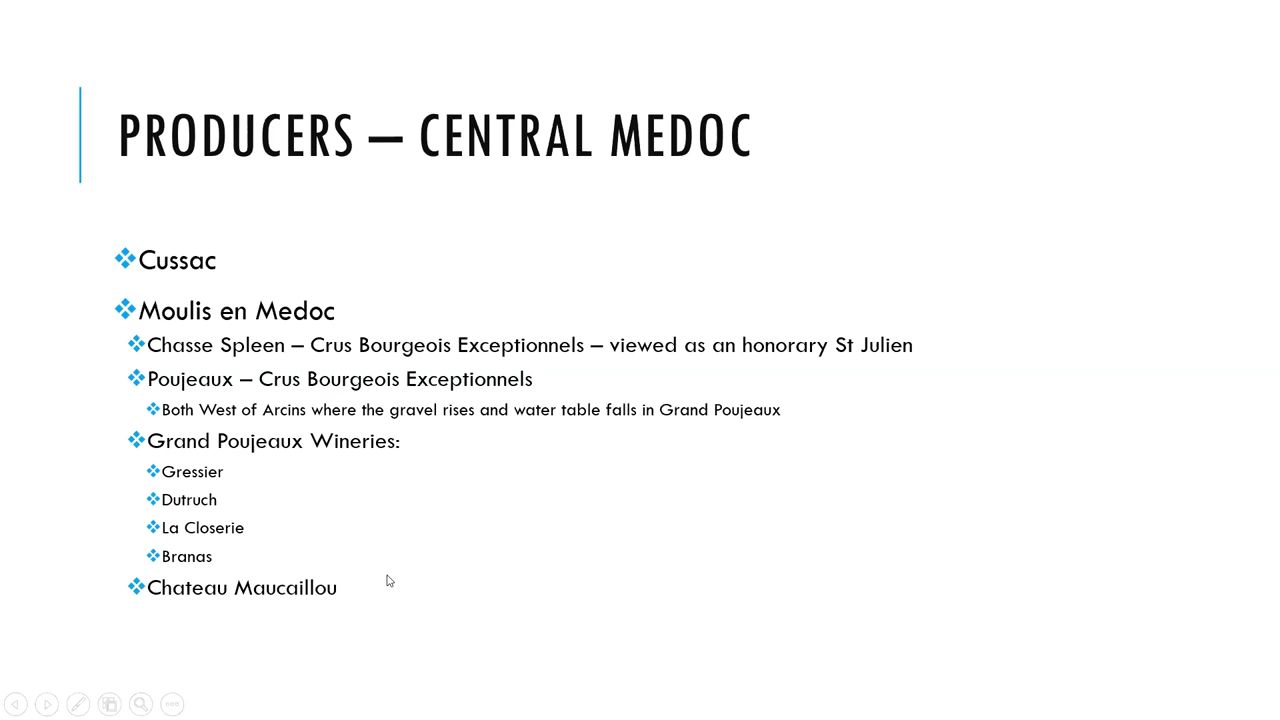 PRODUCERS – CENTRAL MEDOC
Cussac
Moulis en Medoc
Chasse Spleen – Crus Bourgeois Exceptionnels – viewed as an honorary St Julien
Poujeaux – Crus Bourgeois Exceptionnels
Both West of Arcins where the gravel rises and water table falls in Grand Poujeaux
Grand Poujeaux Wineries:
Gressier
Dutruch
La Closerie
Branas
Chateau Maucaillou